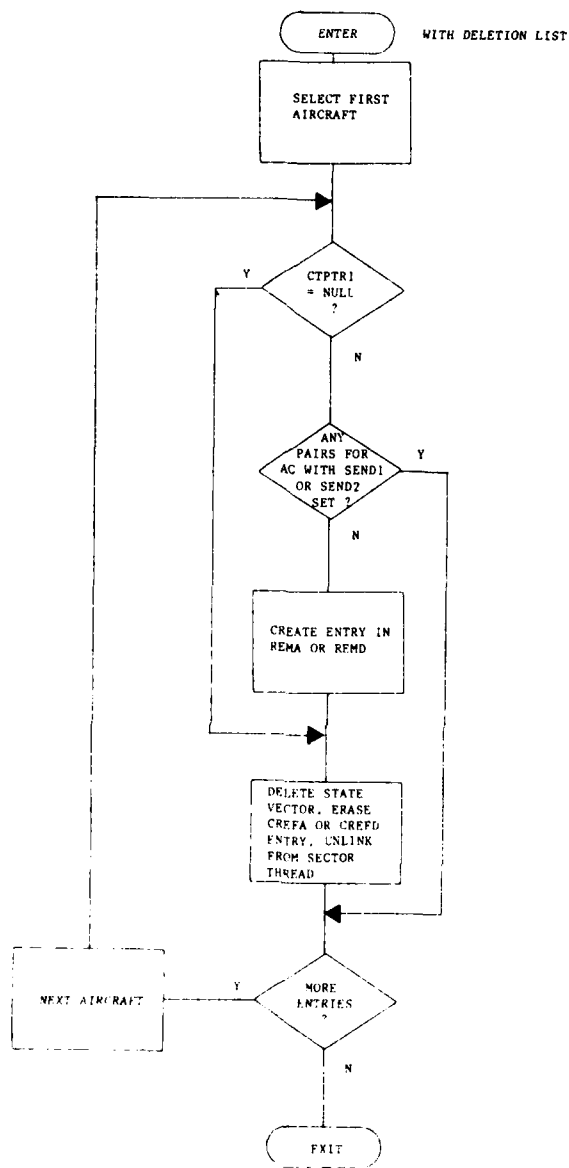 ENTER
WITH DELETION LIST
SELECT FIRST
AIRCRAFT
Y
CTPTR1
= NULL
?
N
ANY
PAIRS FOR
AC WITH SEND1
OR SEND2
SET ?
Y
N
CREATE ENTRY IN
REMA OR REMD
DELETE STATE
VECTOR, ERASE
CREFA OR CREFD
ENTRY, UNLINK
FROM SECTOR
THREAD
NEXT AIRCRAFT
Y
MORE
ENTRIES
?
N
EXIT